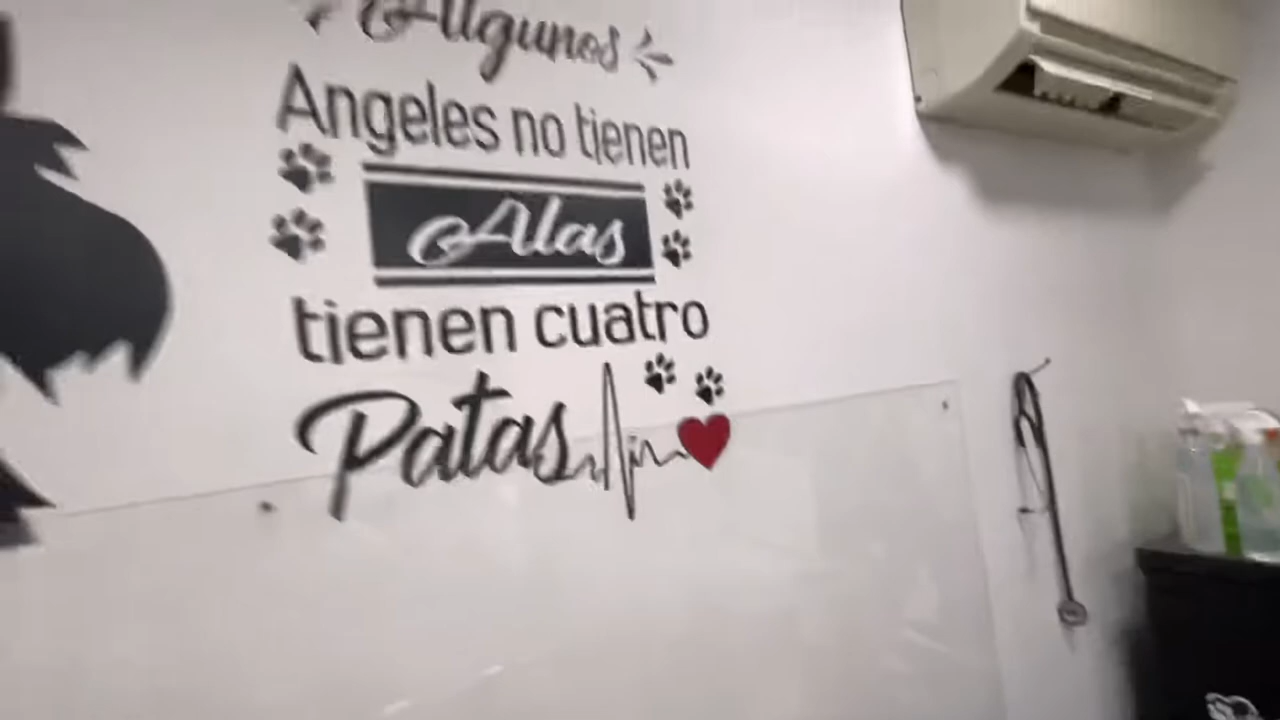 Algunos
Angeles no tienen
Alas
tienen cuatro
Patas